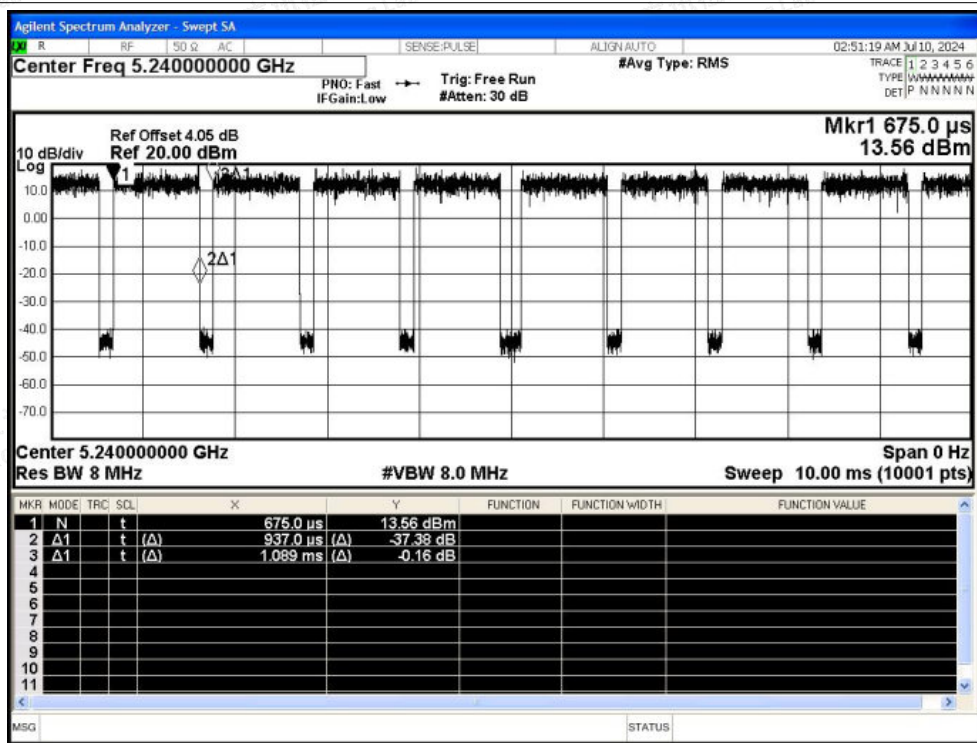 Agilent Spectrum Analyzer - Swept SA
LXI R RF 50 Ω AC SENSE:PULSE ALIGN AUTO 02:51:19 AM Jul 10, 2024
Center Freq 5.240000000 GHz #Avg Type: RMS TRACE 1 2 3 4 5 6
PNO: Fast Trig: Free Run TYPE
IFGain:Low #Atten: 30 dB DET P N N N N N
Ref Offset 4.05 dB Mkr1 675.0 µs
10 dB/div Ref 20.00 dBm 13.56 dBm
Log
1 3Δ1
10.0
0.00
-10.0
2Δ1
-20.0
-30.0
-40.0
-50.0
-60.0
-70.0
Center 5.240000000 GHz Span 0 Hz
Res BW 8 MHz #VBW 8.0 MHz Sweep 10.00 ms (10001 pts)
MKR MODE TRC SCL X Y FUNCTION FUNCTION WIDTH FUNCTION VALUE
1 N t 675.0 µs 13.56 dBm
2 Δ1 t (Δ) 937.0 µs (Δ) -37.38 dB
3 Δ1 t (Δ) 1.089 ms (Δ) -0.16 dB
4
5
6
7
8
9
10
11
MSG STATUS